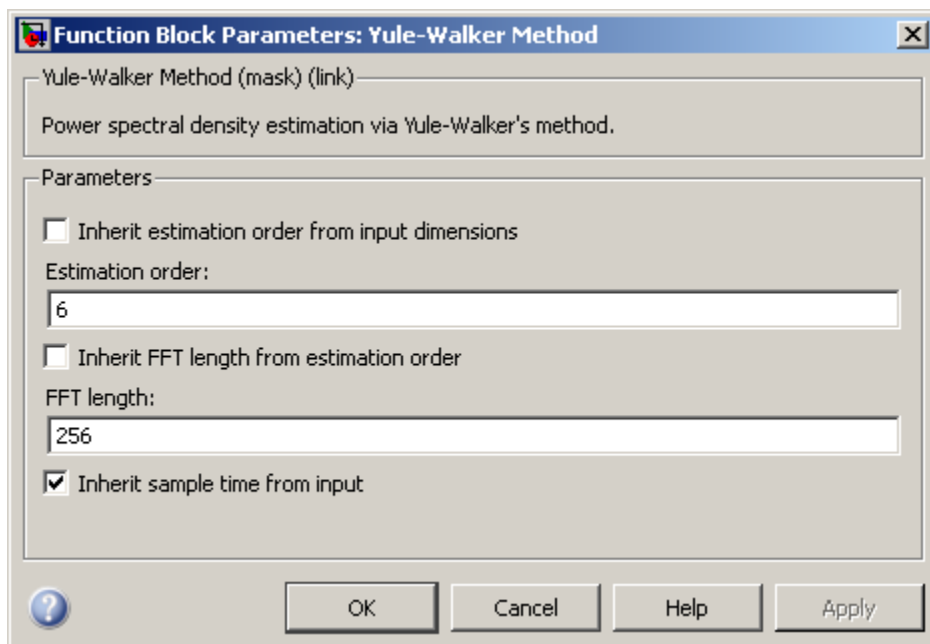 Function Block Parameters: Yule-Walker Method
Yule-Walker Method (mask) (link)
Power spectral density estimation via Yule-Walker's method.
Parameters
Inherit estimation order from input dimensions
Estimation order:
6
Inherit FFT length from estimation order
FFT length:
256
Inherit sample time from input
OK Cancel Help Apply